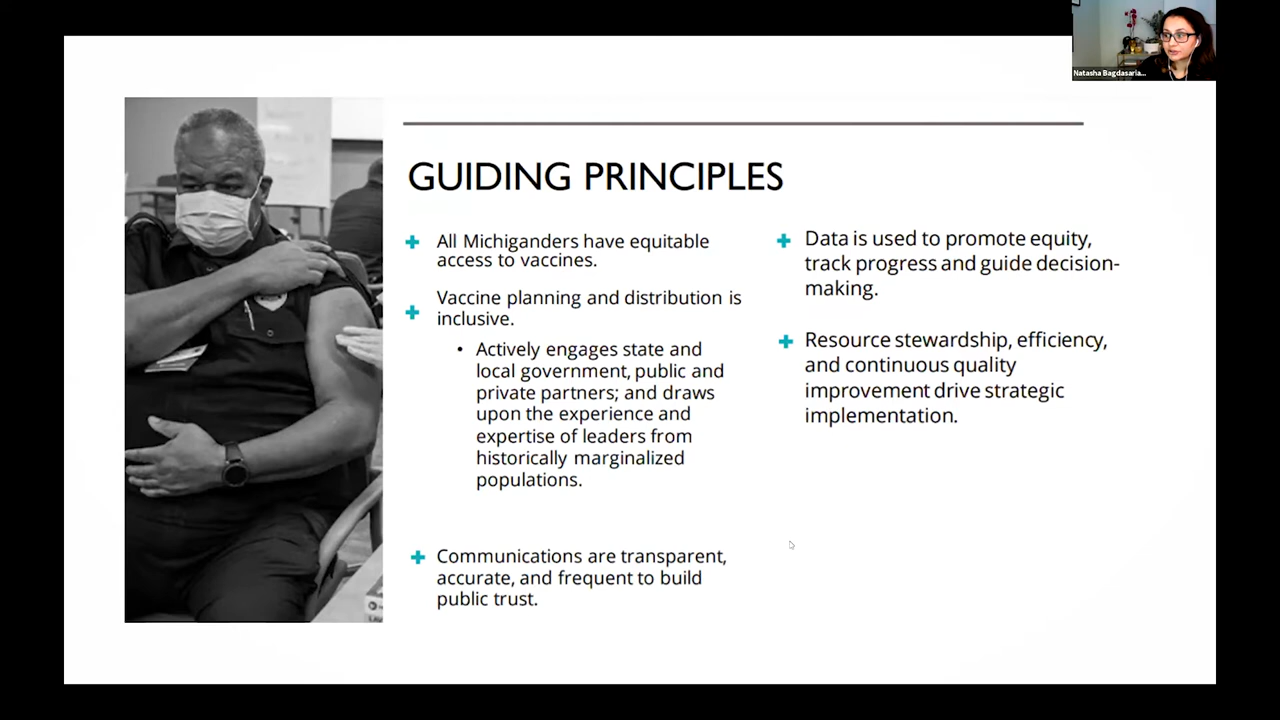 Natasha Bagdasaria...
GUIDING PRINCIPLES
All Michiganders have equitable
access to vaccines.
Vaccine planning and distribution is
inclusive.
• Actively engages state and
local government, public and
private partners; and draws
upon the experience and
expertise of leaders from
historically marginalized
populations.
Communications are transparent,
accurate, and frequent to build
public trust.
Data is used to promote equity,
track progress and guide decision-
making.
Resource stewardship, efficiency,
and continuous quality
improvement drive strategic
implementation.